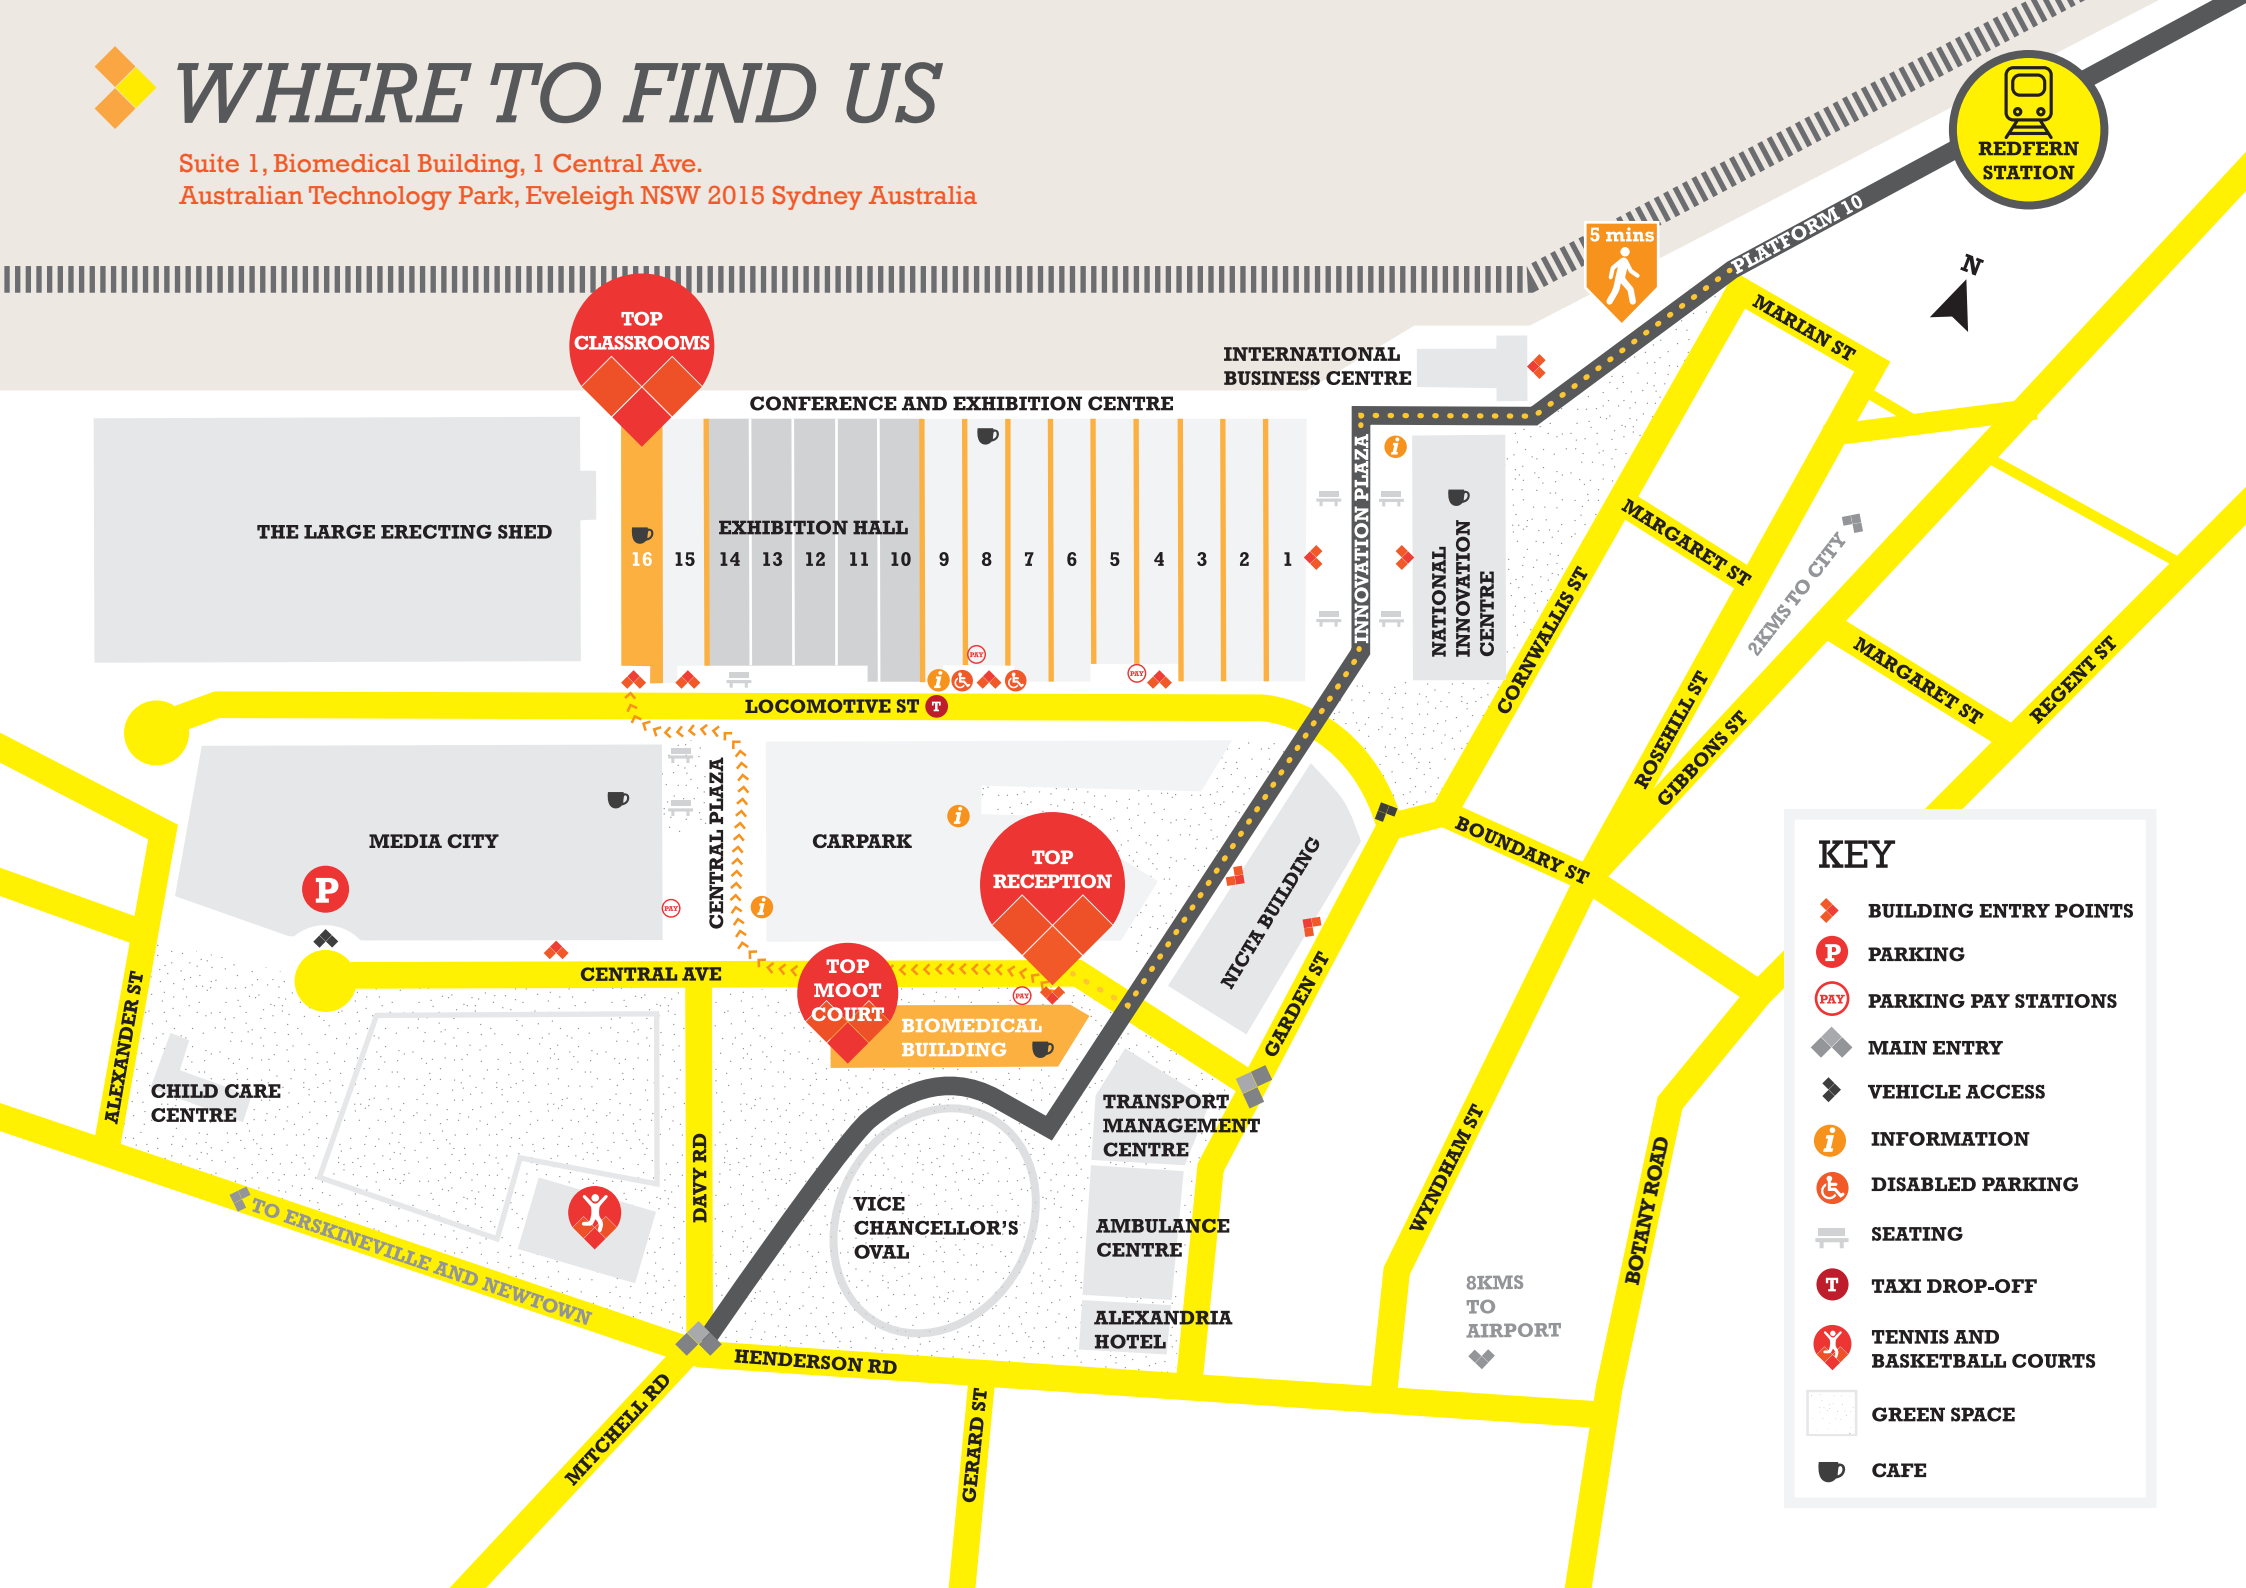 WHERE TO FIND US
Suite 1, Biomedical Building, 1 Central Ave.
Australian Technology Park, Eveleigh NSW 2015 Sydney Australia
REDFERN
STATION
PLATFORM 10
5 mins
N
MARIAN ST
TOP
CLASSROOMS
INTERNATIONAL
BUSINESS CENTRE
CONFERENCE AND EXHIBITION CENTRE
THE LARGE ERECTING SHED
EXHIBITION HALL
16 15 14 13 12 11 10 9 8 7 6 5 4 3 2 1
INNOVATION PLAZA
i
NATIONAL
INNOVATION
CENTRE
MARGARET ST
2KMS TO CITY
CORNWALLIS ST
ROSEHILL ST
GIBBONS ST
MARGARET ST
REGENT ST
PAY
PAY
i
LOCOMOTIVE ST T
MEDIA CITY
P
PAY
CENTRAL PLAZA
CARPARK
i
i
TOP
RECEPTION
NICTA BUILDING
BOUNDARY ST
CENTRAL AVE
TOP
MOOT
COURT
PAY
BIOMEDICAL
BUILDING
GARDEN ST
ALEXANDER ST
CHILD CARE
CENTRE
DAVY RD
TRANSPORT
MANAGEMENT
CENTRE
VICE
CHANCELLOR'S
OVAL
AMBULANCE
CENTRE
ALEXANDRIA
HOTEL
WYNDHAM ST
BOTANY ROAD
8KMS
TO
AIRPORT
TO ERSKINEVILLE AND NEWTOWN
HENDERSON RD
MITCHELL RD
GERARD ST
KEY
BUILDING ENTRY POINTS
P PARKING
PAY PARKING PAY STATIONS
MAIN ENTRY
VEHICLE ACCESS
i INFORMATION
DISABLED PARKING
SEATING
T TAXI DROP-OFF
TENNIS AND
BASKETBALL COURTS
GREEN SPACE
CAFE